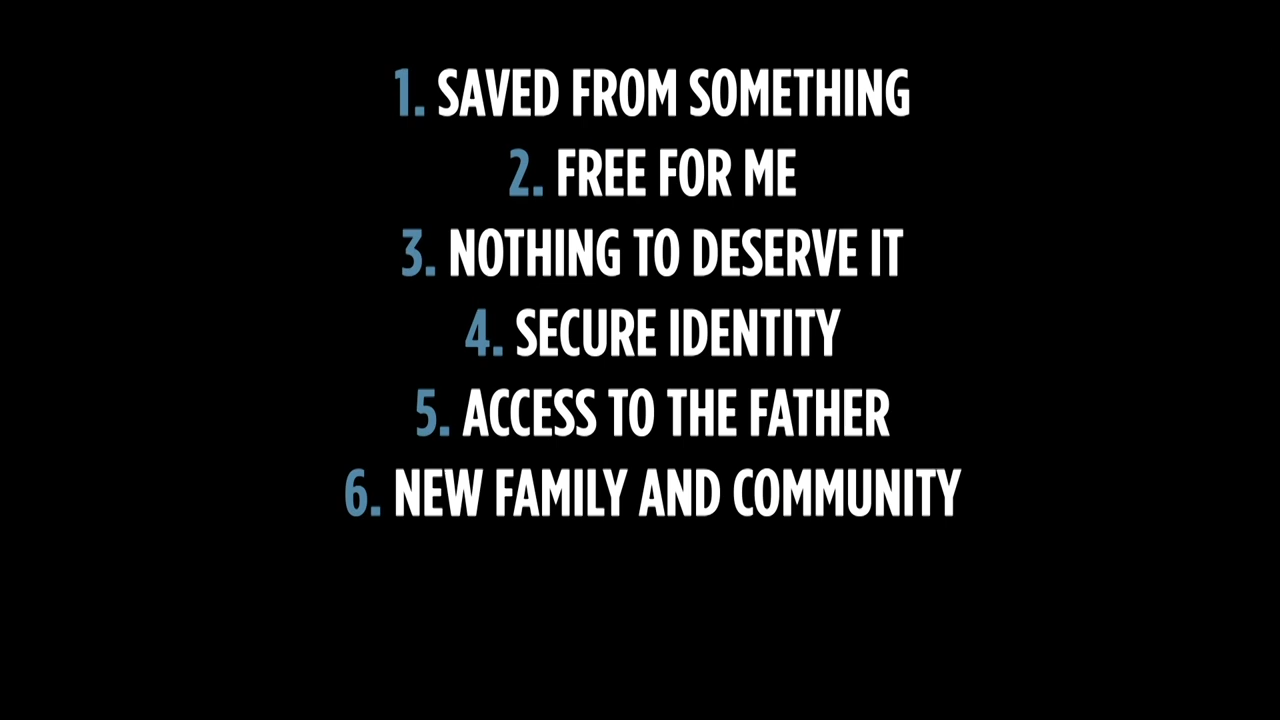 1. SAVED FROM SOMETHING
2. FREE FOR ME
3. NOTHING TO DESERVE IT
4. SECURE IDENTITY
5. ACCESS TO THE FATHER
6. NEW FAMILY AND COMMUNITY